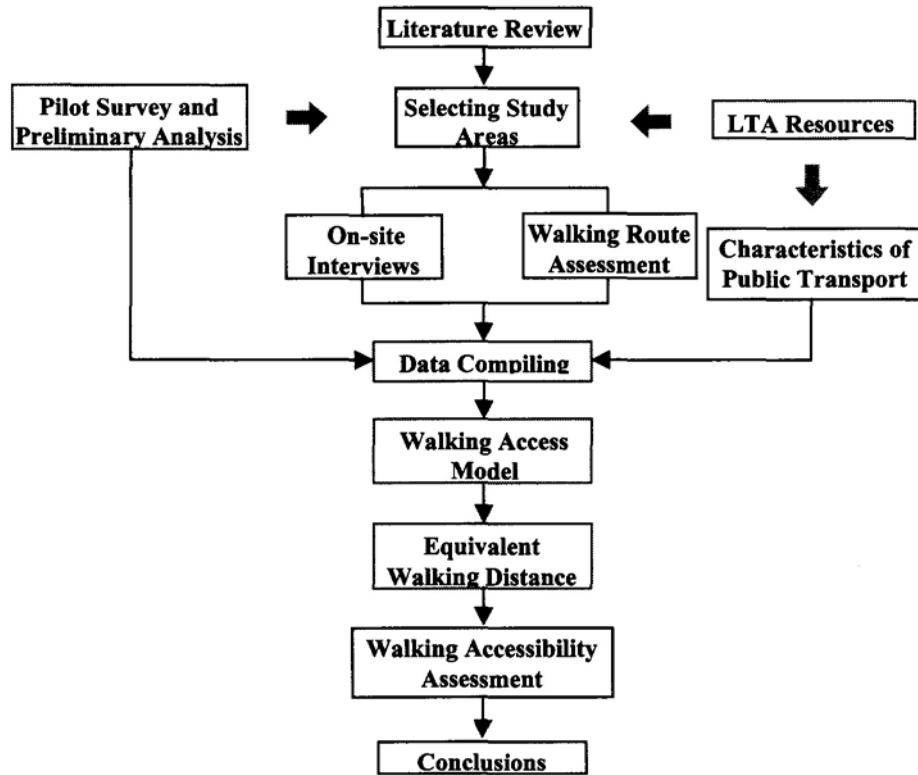 Literature Review
Pilot Survey and
Preliminary Analysis
Selecting Study
Areas
LTA Resources
On-site
Interviews
Walking Route
Assessment
Characteristics of
Public Transport
Data Compiling
Walking Access
Model
Equivalent
Walking Distance
Walking Accessibility
Assessment
Conclusions